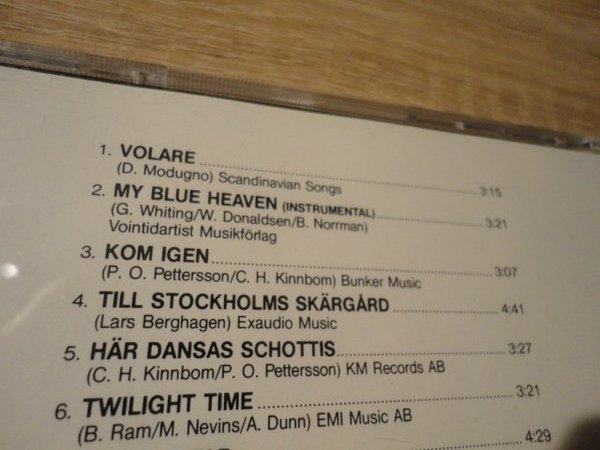 1. VOLARE 3:15
(D. Modugno) Scandinavian Songs
2. MY BLUE HEAVEN (INSTRUMENTAL) 3:21
(G. Whiting/W. Donaldsen/B. Norrman)
Vointidartist Musikförlag
3. KOM IGEN 3:07
(P. O. Pettersson/C. H. Kinnbom) Bunker Music
4. TILL STOCKHOLMS SKÄRGÅRD 4:41
(Lars Berghagen) Exaudio Music
5. HÄR DANSAS SCHOTTIS 3:27
(C. H. Kinnbom/P. O. Pettersson) KM Records AB
6. TWILIGHT TIME 3:21
(B. Ram/M. Nevins/A. Dunn) EMI Music AB
4:29